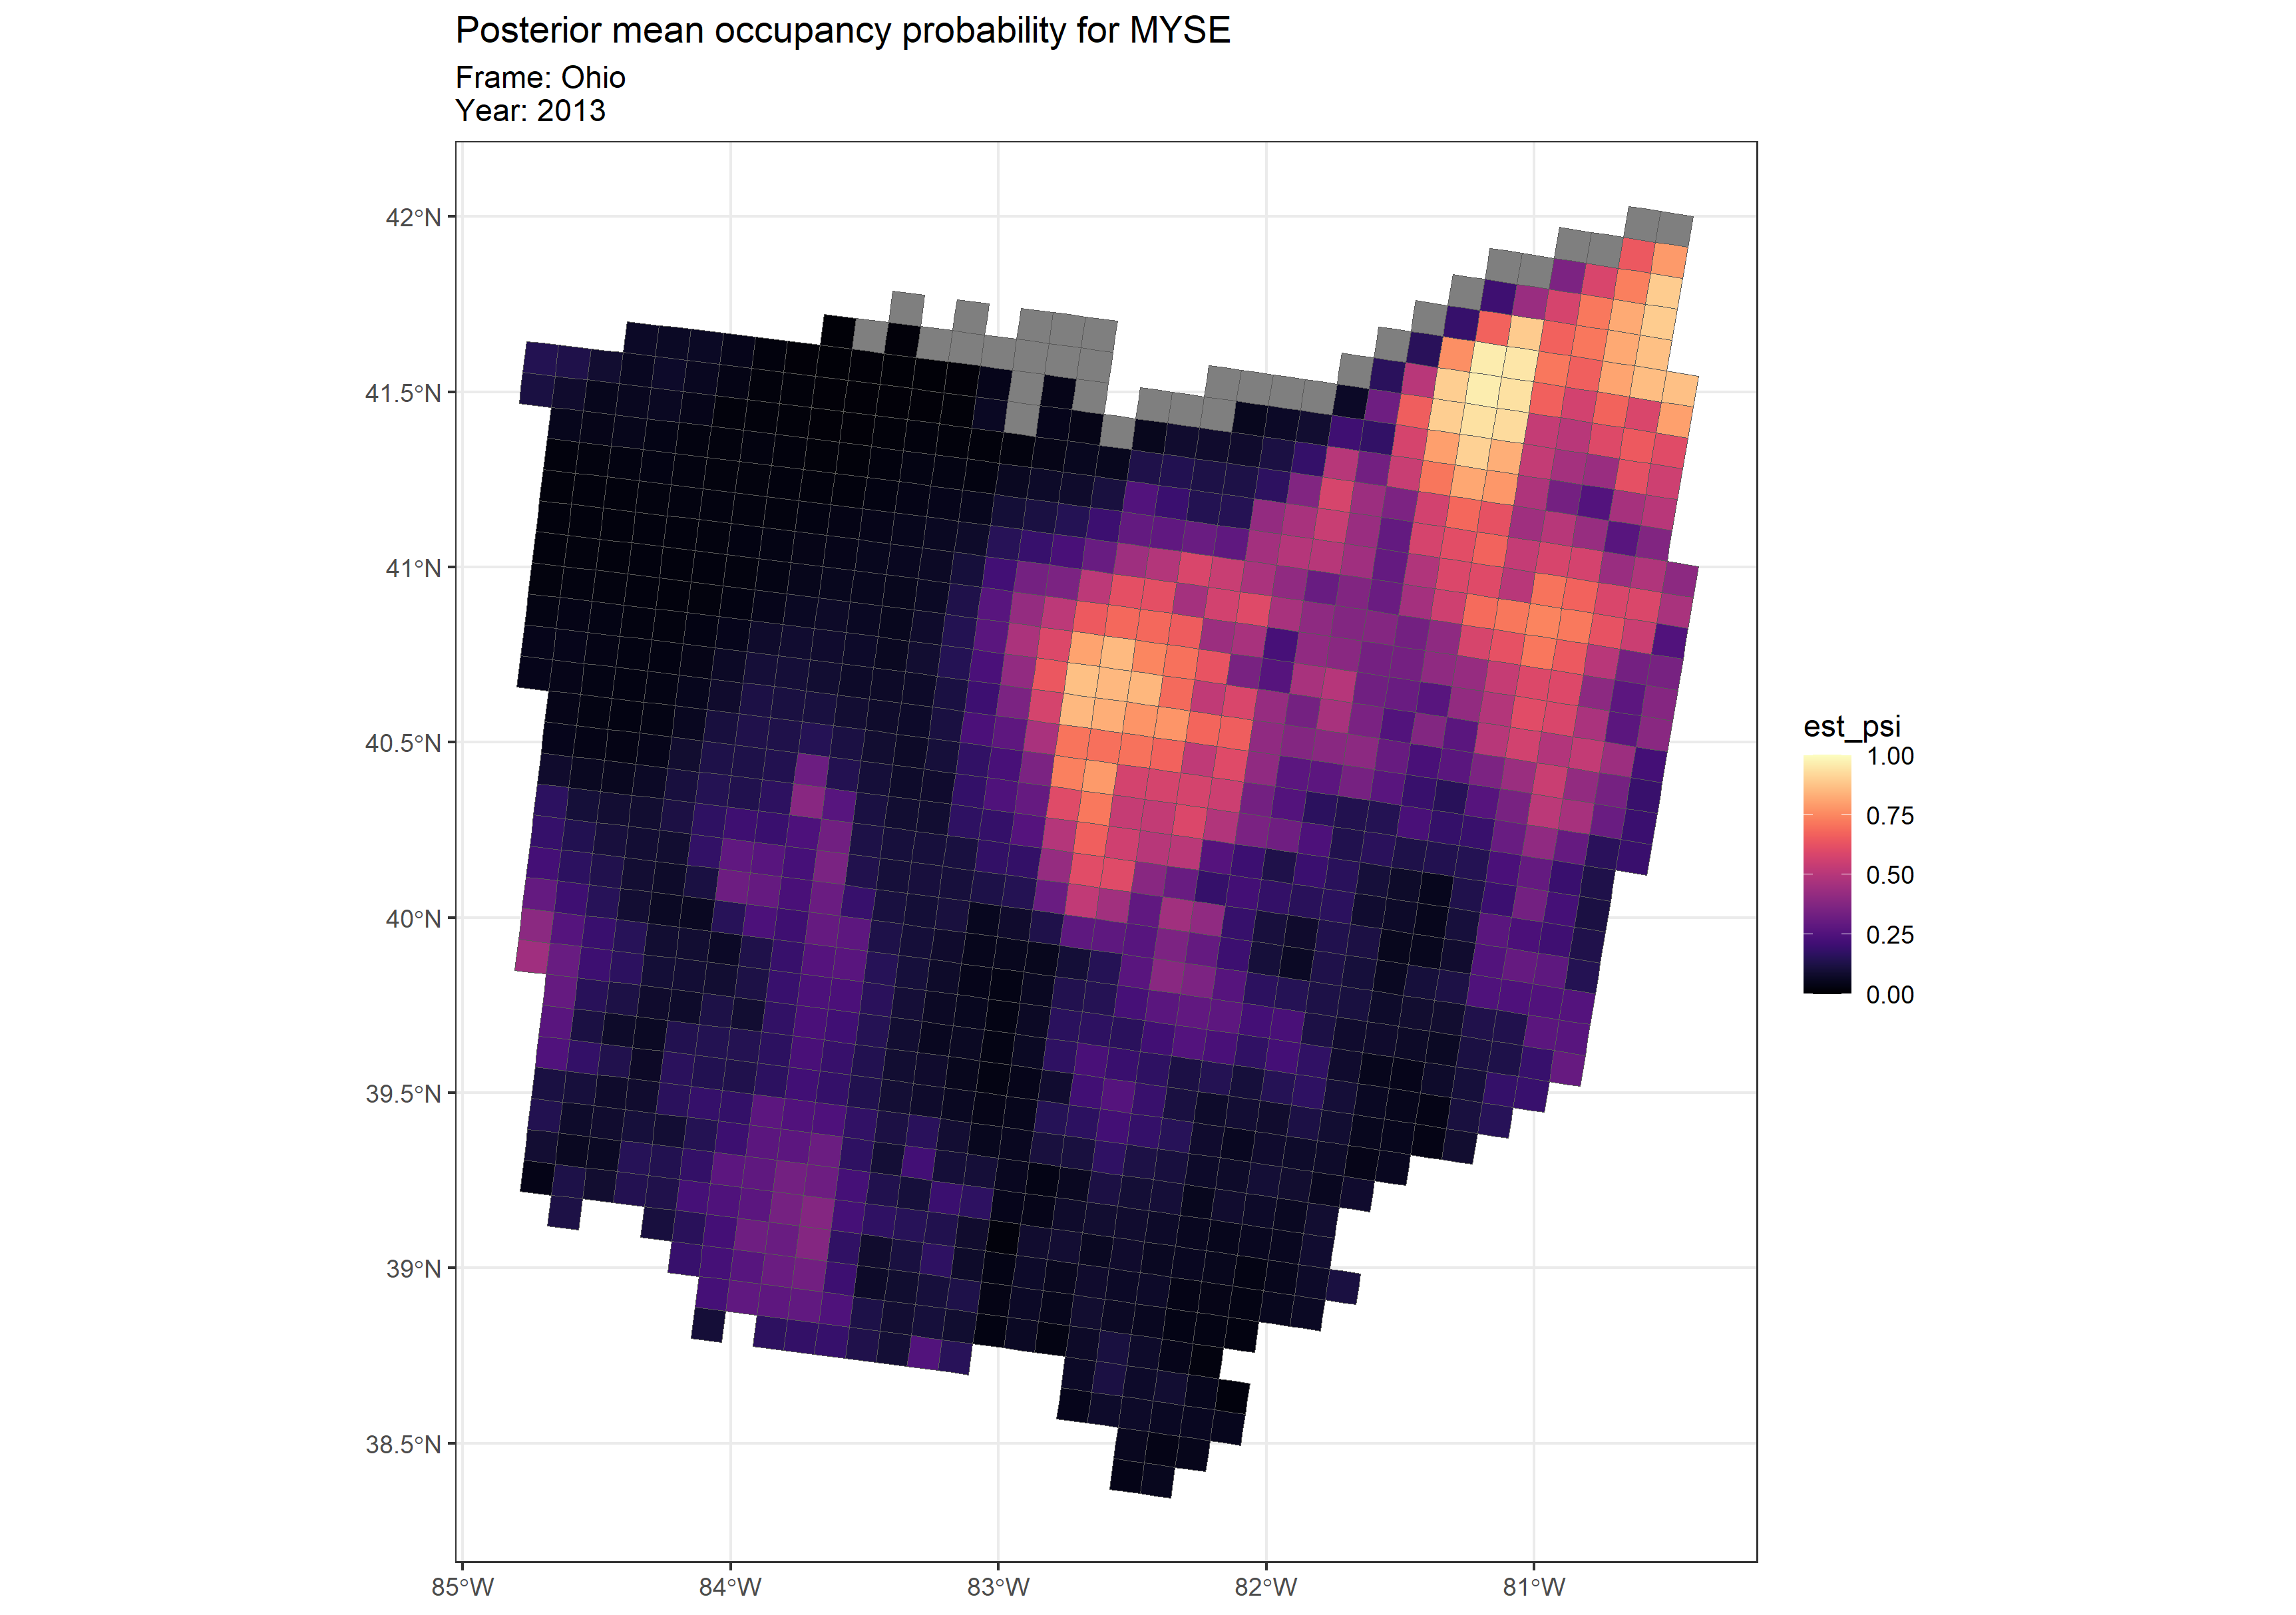 Posterior mean occupancy probability for MYSE
Frame: Ohio
Year: 2013
42°N
41.5°N
41°N
40.5°N
40°N
39.5°N
39°N
38.5°N
85°W 84°W 83°W 82°W 81°W
est_psi
1.00
0.75
0.50
0.25
0.00